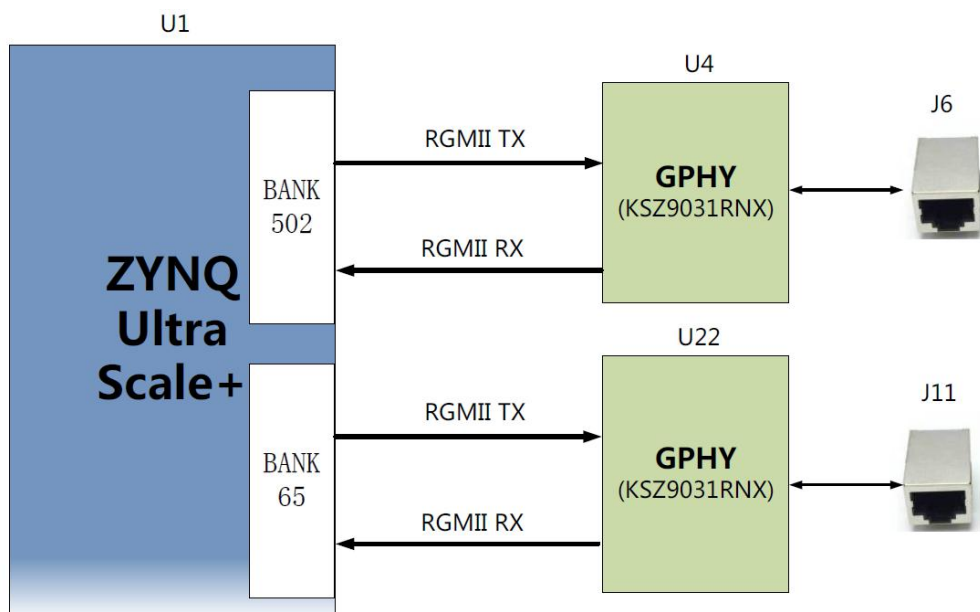 U1
ZYNQ
Ultra
Scale+
BANK
502
RGMII TX
RGMII RX
U4
GPHY
(KSZ9031RNX)
J6
BANK
65
RGMII TX
RGMII RX
U22
GPHY
(KSZ9031RNX)
J11